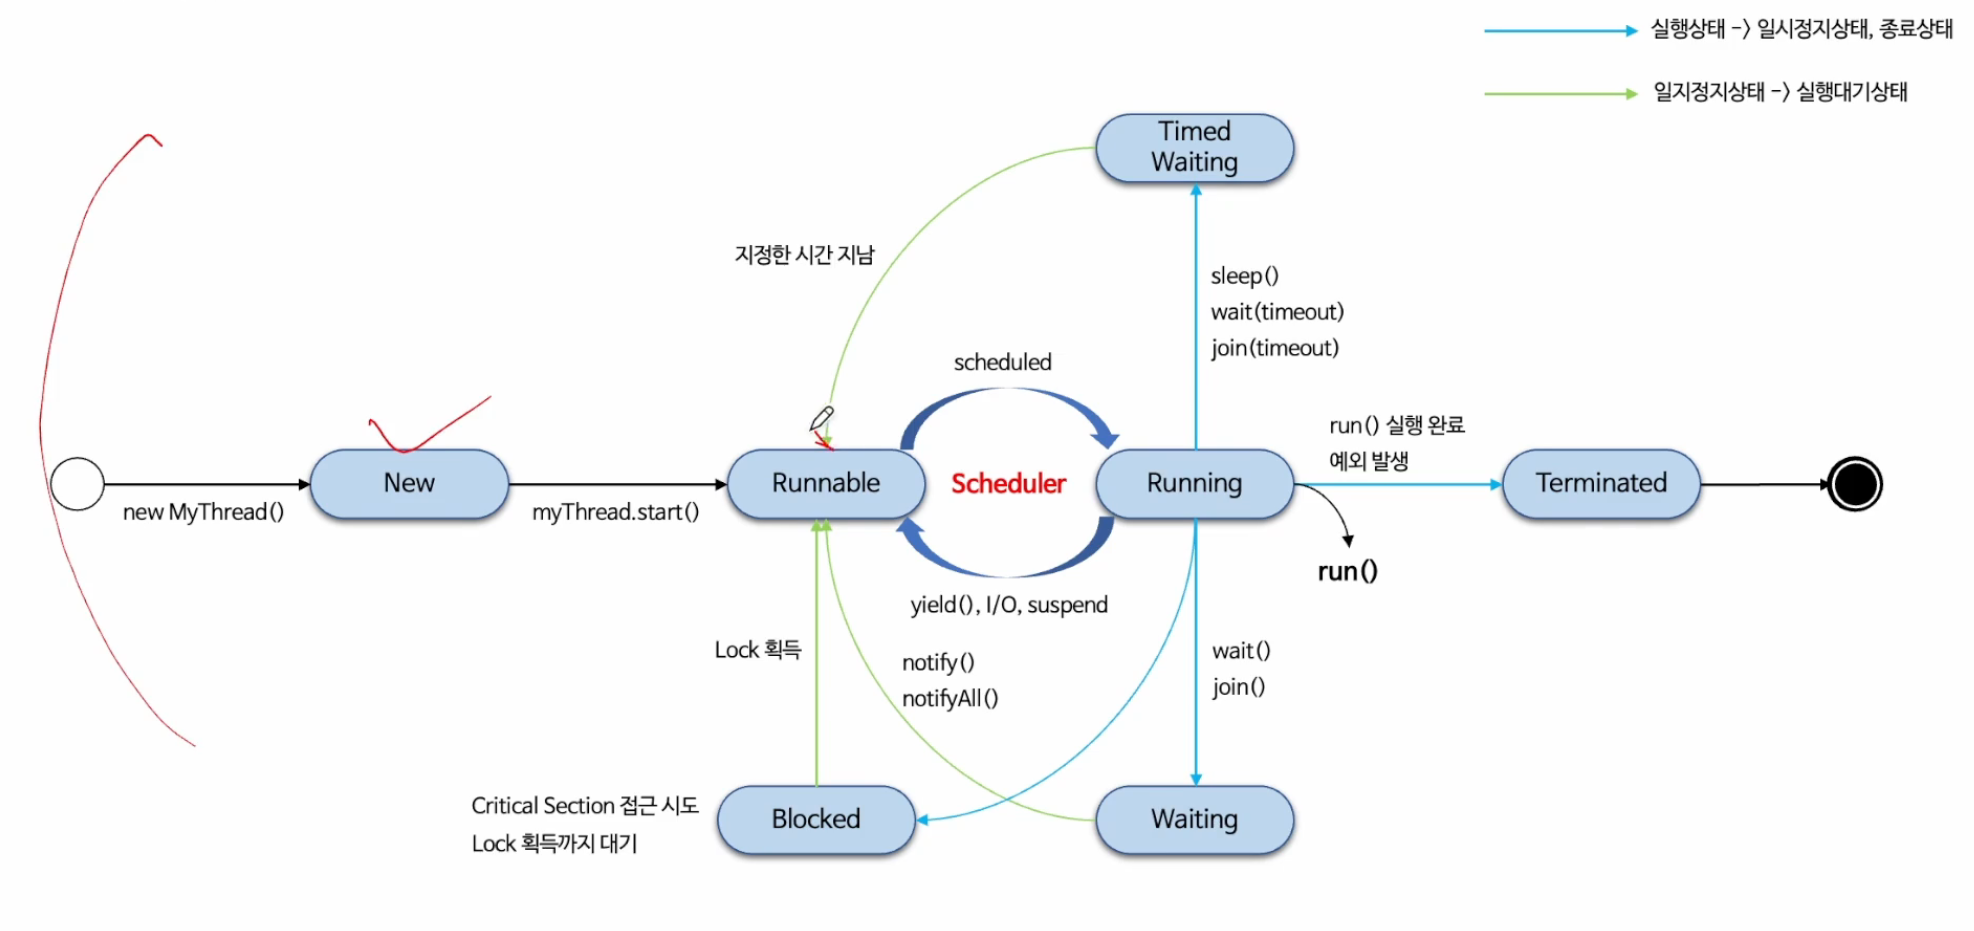 실행상태 -> 일시정지상태, 종료상태
일지정지상태 -> 실행대기상태
Timed
Waiting
지정한 시간 지남
sleep()
wait(timeout)
join(timeout)
scheduled
run() 실행 완료
예외 발생
New
Runnable
Scheduler
Running
Terminated
new MyThread()
myThread.start()
run()
yield(), I/O, suspend
Lock 획득
notify()
notifyAll()
wait()
join()
Critical Section 접근 시도
Lock 획득까지 대기
Blocked
Waiting